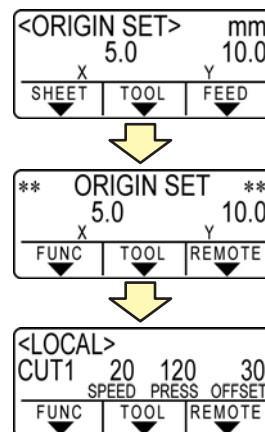 <ORIGIN SET> mm
5.0 10.0
X Y
SHEET TOOL FEED
** ORIGIN SET **
5.0 10.0
X Y
FUNC TOOL REMOTE
<LOCAL>
CUT1 20 120 30
SPEED PRESS OFFSET
FUNC TOOL REMOTE